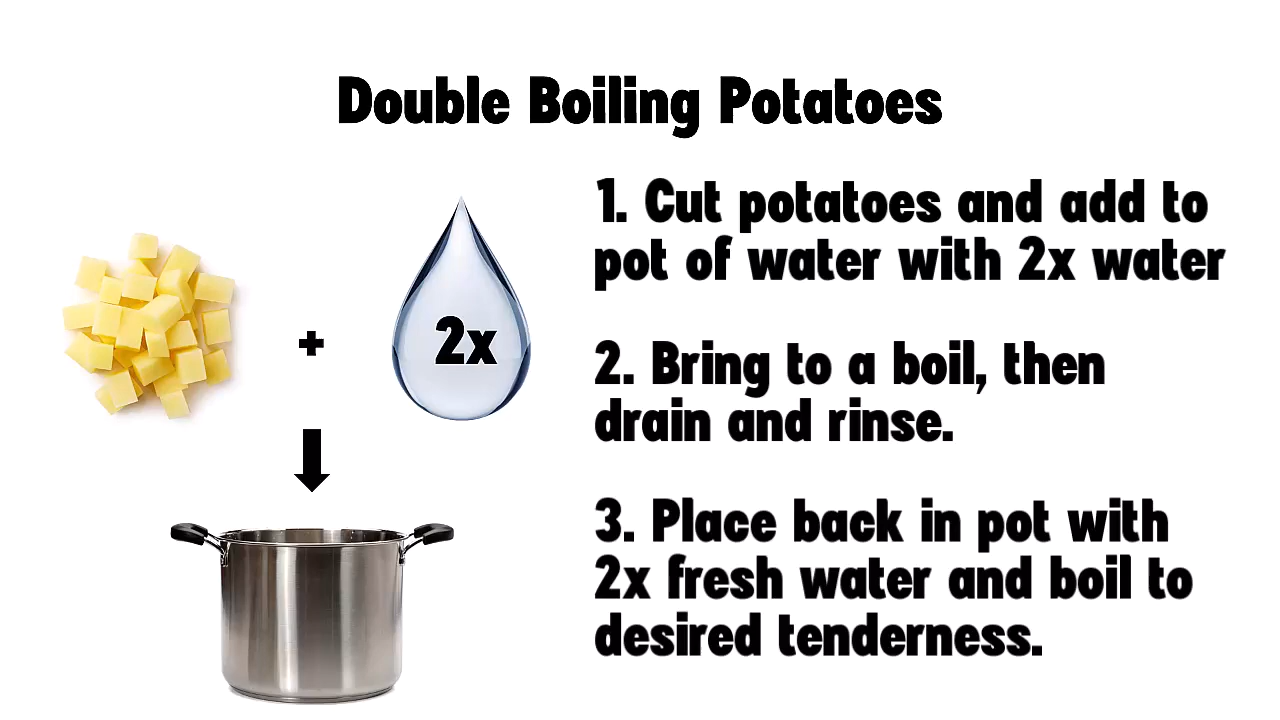 Double Boiling Potatoes
1. Cut potatoes and add to
pot of water with 2x water
+
2x
2. Bring to a boil, then
drain and rinse.
3. Place back in pot with
2x fresh water and boil to
desired tenderness.